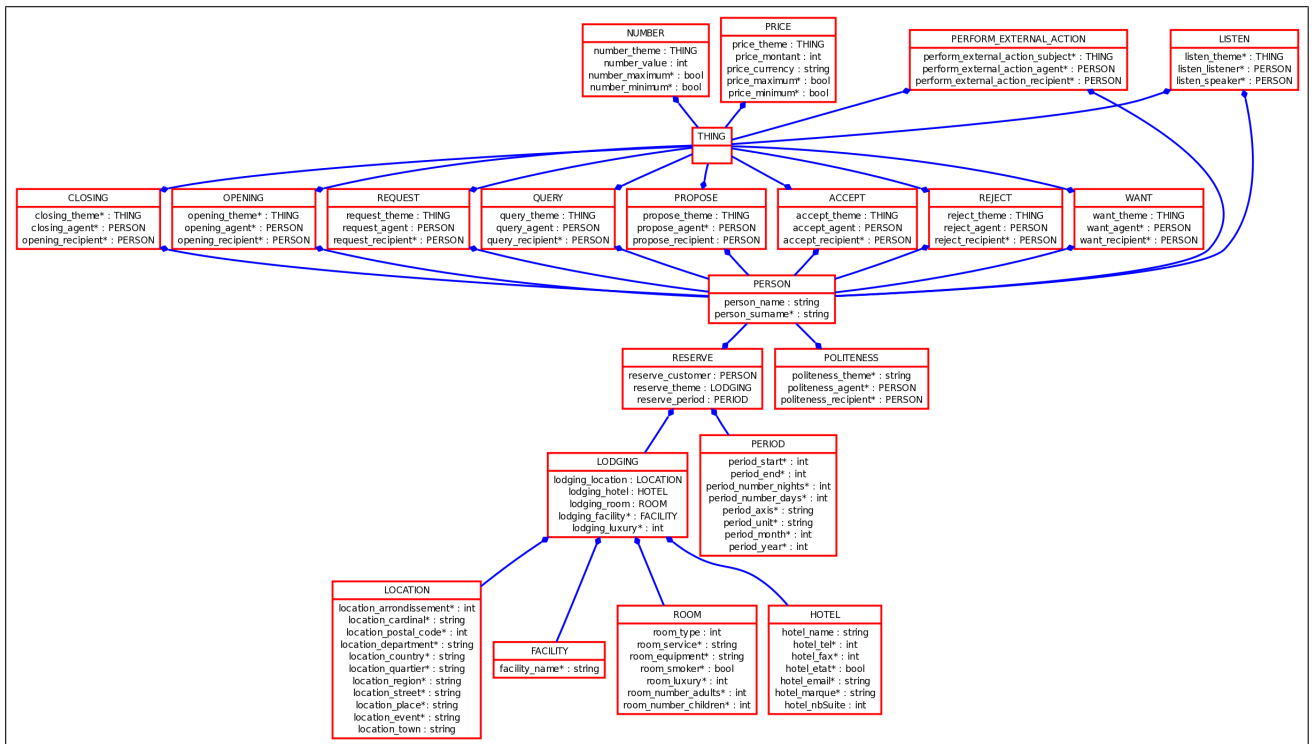 NUMBER
number_theme : THING
number_value : int
number_maximum* : bool
number_minimum* : bool
PRICE
price_theme : THING
price_montant : int
price_currency : string
price_maximum* : bool
price_minimum* : bool
PERFORM_EXTERNAL_ACTION
perform_external_action_subject* : THING
perform_external_action_agent* : PERSON
perform_external_action_recipient* : PERSON
LISTEN
listen_theme* : THING
listen_listener* : PERSON
listen_speaker* : PERSON
THING
CLOSING
closing_theme* : THING
closing_agent* : PERSON
opening_recipient* : PERSON
OPENING
opening_theme* : THING
opening_agent* : PERSON
opening_recipient* : PERSON
REQUEST
request_theme : THING
request_agent : PERSON
request_recipient* : PERSON
QUERY
query_theme : THING
query_agent : PERSON
query_recipient* : PERSON
PROPOSE
propose_theme : THING
propose_agent* : PERSON
propose_recipient : PERSON
ACCEPT
accept_theme : THING
accept_agent : PERSON
accept_recipient* : PERSON
REJECT
reject_theme : THING
reject_agent : PERSON
reject_recipient* : PERSON
WANT
want_theme : THING
want_agent* : PERSON
want_recipient* : PERSON
PERSON
person_name : string
person_surname* : string
RESERVE
reserve_customer : PERSON
reserve_theme : LODGING
reserve_period : PERIOD
POLITENESS
politeness_theme* : string
politeness_agent* : PERSON
politeness_recipient* : PERSON
LODGING
lodging_location : LOCATION
lodging_hotel : HOTEL
lodging_room : ROOM
lodging_facility* : FACILITY
lodging_luxury* : int
PERIOD
period_start* : int
period_end* : int
period_number_nights* : int
period_number_days* : int
period_axis* : string
period_unit* : string
period_month* : int
period_year* : int
LOCATION
location_arrondissement* : int
location_cardinal* : string
location_postal_code* : int
location_department* : string
location_country* : string
location_quartier* : string
location_region* : string
location_street* : string
location_place* : string
location_event* : string
location_town : string
FACILITY
facility_name* : string
ROOM
room_type : int
room_service* : string
room_equipment* : string
room_smoker* : bool
room_luxury* : int
room_number_adults* : int
room_number_children* : int
HOTEL
hotel_name : string
hotel_tel* : int
hotel_fax* : int
hotel_etat* : bool
hotel_email* : string
hotel_marque* : string
hotel_nbSuite : int